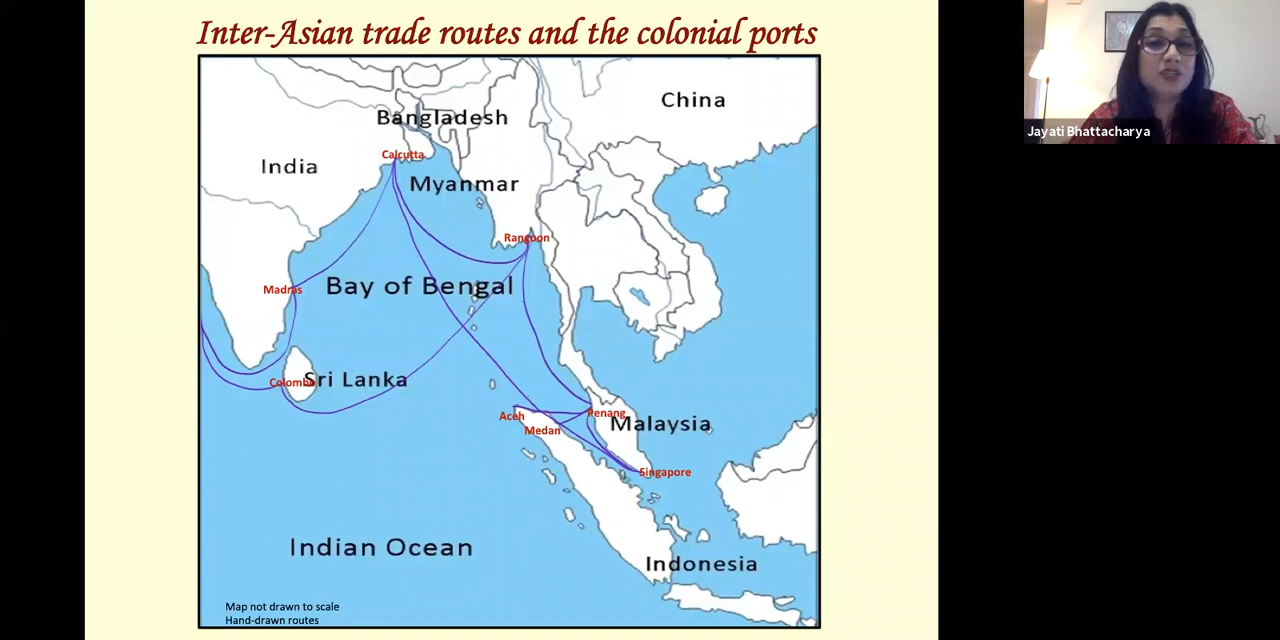 Inter-Asian trade routes and the colonial ports
Jayati Bhattacharya
China
Bangladesh
Calcutta
India
Myanmar
Rangoon
Bay of Bengal
Madras
Colombo
Sri Lanka
Aceh
Penang
Medan
Malaysia
Singapore
Indian Ocean
Indonesia
Map not drawn to scale
Hand-drawn routes